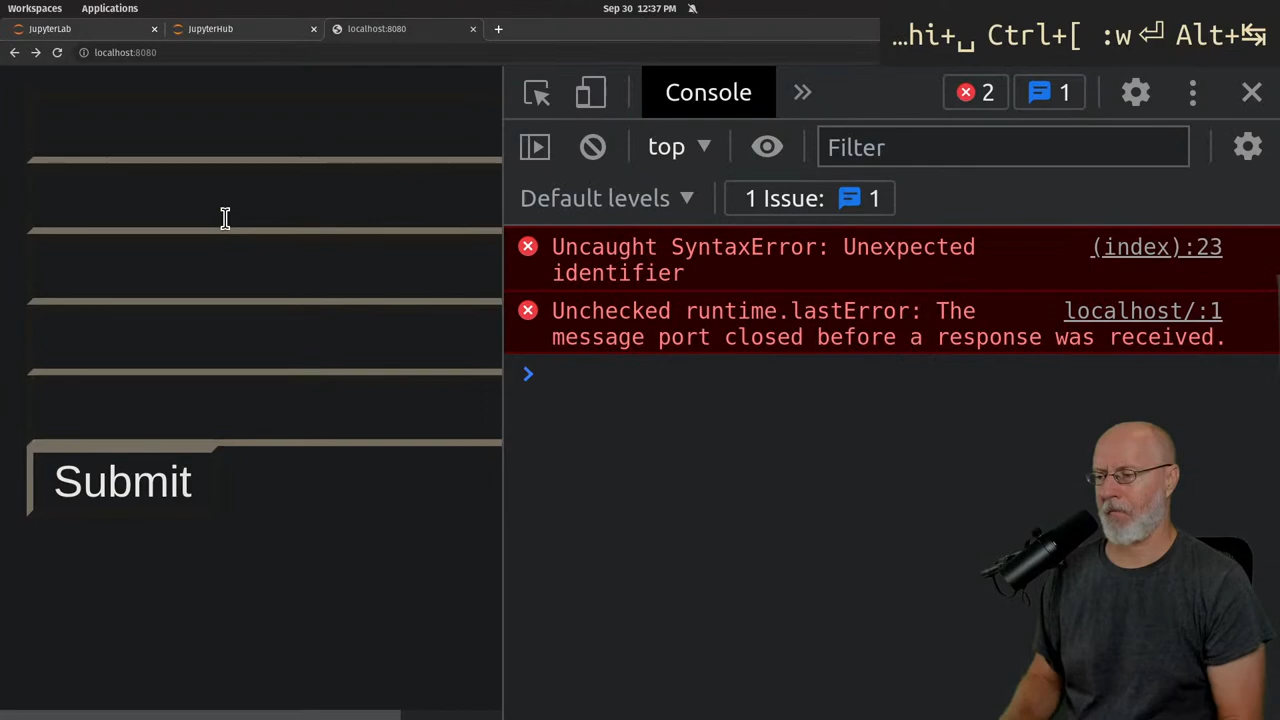 Workspaces Applications Sep 30 12:37 PM
JupyterLab × JupyterHub × localhost:8080 × +
localhost:8080
…hi+␣ Ctrl+[ :w⏎ Alt+↹
Console » 2 1
top Filter
Default levels 1 Issue: 1
Uncaught SyntaxError: Unexpected (index):23
identifier
Unchecked runtime.lastError: The localhost/:1
message port closed before a response was received.
Submit